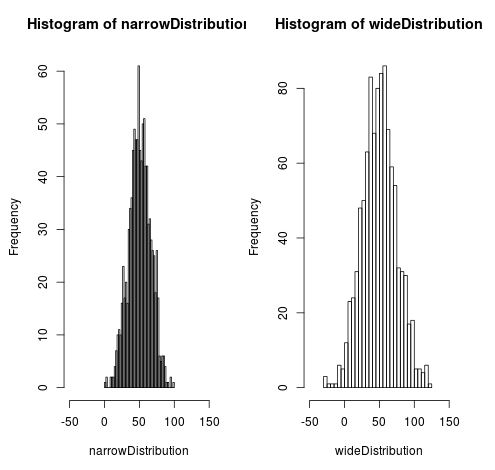 Histogram of narrowDistribution
Frequency
60
50
40
30
20
10
0
-50 0 50 100 150
narrowDistribution
Histogram of wideDistribution
Frequency
80
60
40
20
0
-50 0 50 100 150
wideDistribution